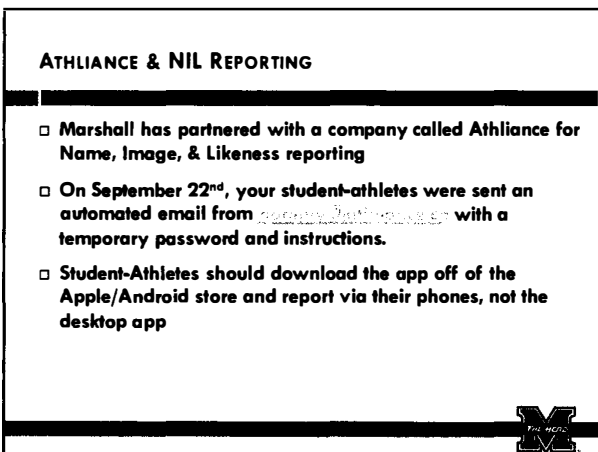 ATHLIANCE & NIL REPORTING
Marshall has partnered with a company called Athliance for
Name, Image, & Likeness reporting
On September 22nd, your student-athletes were sent an
automated email from with a
temporary password and instructions.
Student-Athletes should download the app off of the
Apple/Android store and report via their phones, not the
desktop app
THE HERD